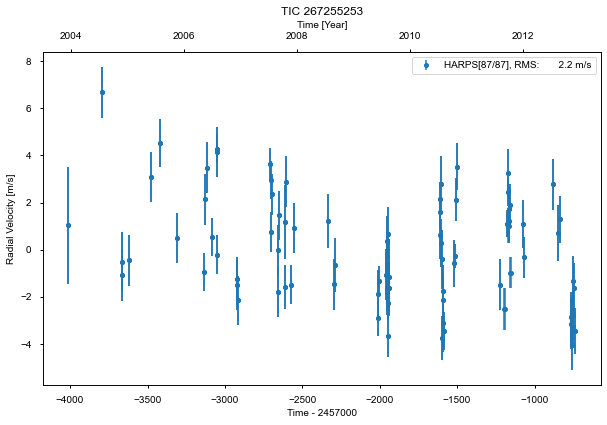 TIC 267255253
Time [Year]
2004 2006 2008 2010 2012
HARPS[87/87], RMS: 2.2 m/s
8
6
4
2
0
−2
−4
Radial Velocity [m/s]
−4000 −3500 −3000 −2500 −2000 −1500 −1000
Time - 2457000